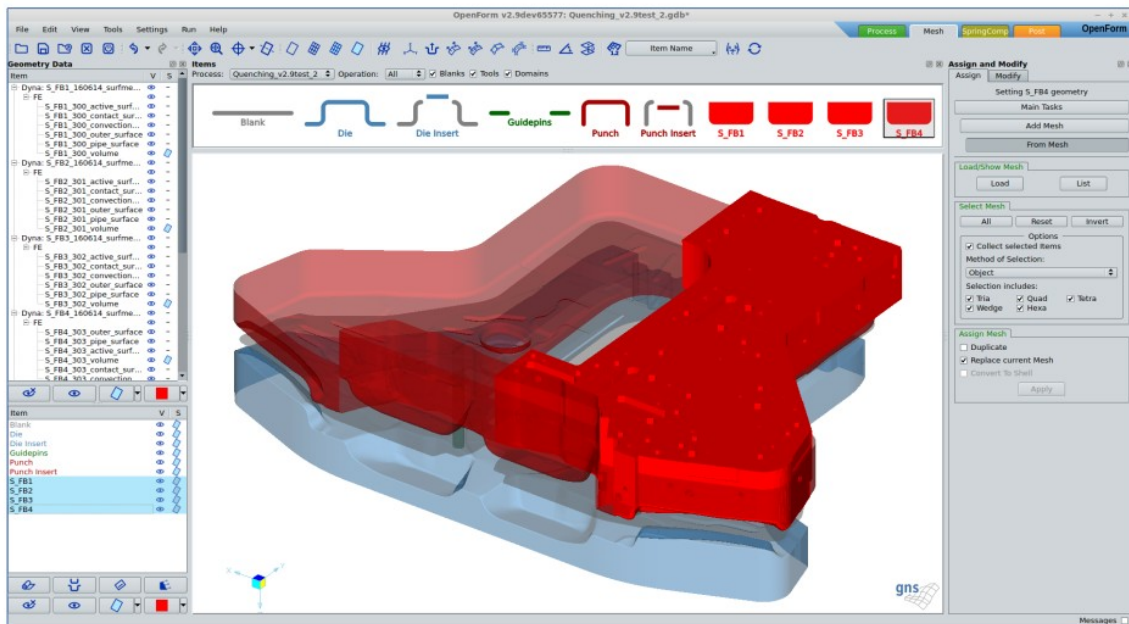 OpenForm v2.9dev65577: Quenching_v2.9test_2.gdb*
File Edit View Tools Settings Run Help
Process Mesh SpringComp Post OpenForm
Item Name
Geometry Data
Item V S
Dyna: S_FB1_160614_surfme...
FE
S_FB1_300_active_surf...
S_FB1_300_contact_sur...
S_FB1_300_convection...
S_FB1_300_outer_surface
S_FB1_300_pipe_surface
S_FB1_300_volume
Dyna: S_FB2_160614_surfme...
FE
S_FB2_301_active_surf...
S_FB2_301_contact_sur...
S_FB2_301_convection...
S_FB2_301_outer_surface
S_FB2_301_pipe_surface
S_FB2_301_volume
Dyna: S_FB3_160614_surfme...
FE
S_FB3_302_active_surf...
S_FB3_302_contact_sur...
S_FB3_302_convection...
S_FB3_302_outer_surface
S_FB3_302_pipe_surface
S_FB3_302_volume
Dyna: S_FB4_160614_surfme...
FE
S_FB4_303_outer_surface
S_FB4_303_pipe_surface
S_FB4_303_active_surf...
S_FB4_303_volume
S_FB4_303_contact_sur...
S_FB4_303_convection
Item V S
Blank
Die
Die Insert
Guidepins
Punch
Punch Insert
S_FB1
S_FB2
S_FB3
S_FB4
Items
Process: Quenching_v2.9test_2 Operation: All Blanks Tools Domains
Blank Die Die Insert Guidepins Punch Punch Insert S_FB1 S_FB2 S_FB3 S_FB4
X Y Z
gns
Assign and Modify
Assign Modify
Setting S_FB4 geometry
Main Tasks
Add Mesh
From Mesh
Load/Show Mesh
Load List
Select Mesh
All Reset Invert
Options
Collect selected Items
Method of Selection:
Object
Selection includes:
Tria Quad Tetra
Wedge Hexa
Assign Mesh
Duplicate
Replace current Mesh
Convert To Shell
Apply
Messages